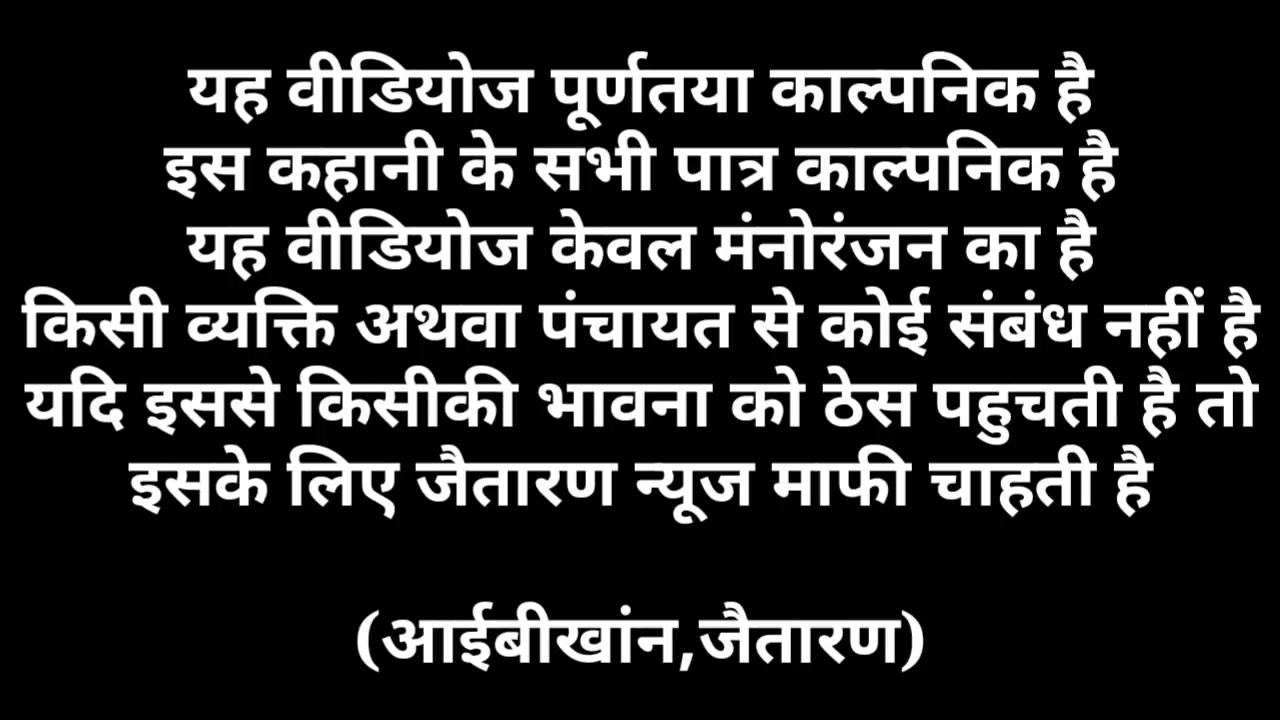 यह वीडियोज पूर्णतया काल्पनिक है
इस कहानी के सभी पात्र काल्पनिक है
यह वीडियोज केवल मंनोरंजन का है
किसी व्यक्ति अथवा पंचायत से कोई संबंध नहीं है
यदि इससे किसीकी भावना को ठेस पहुचती है तो
इसके लिए जैतारण न्यूज माफी चाहती है
(आईबीखांन,जैतारण)